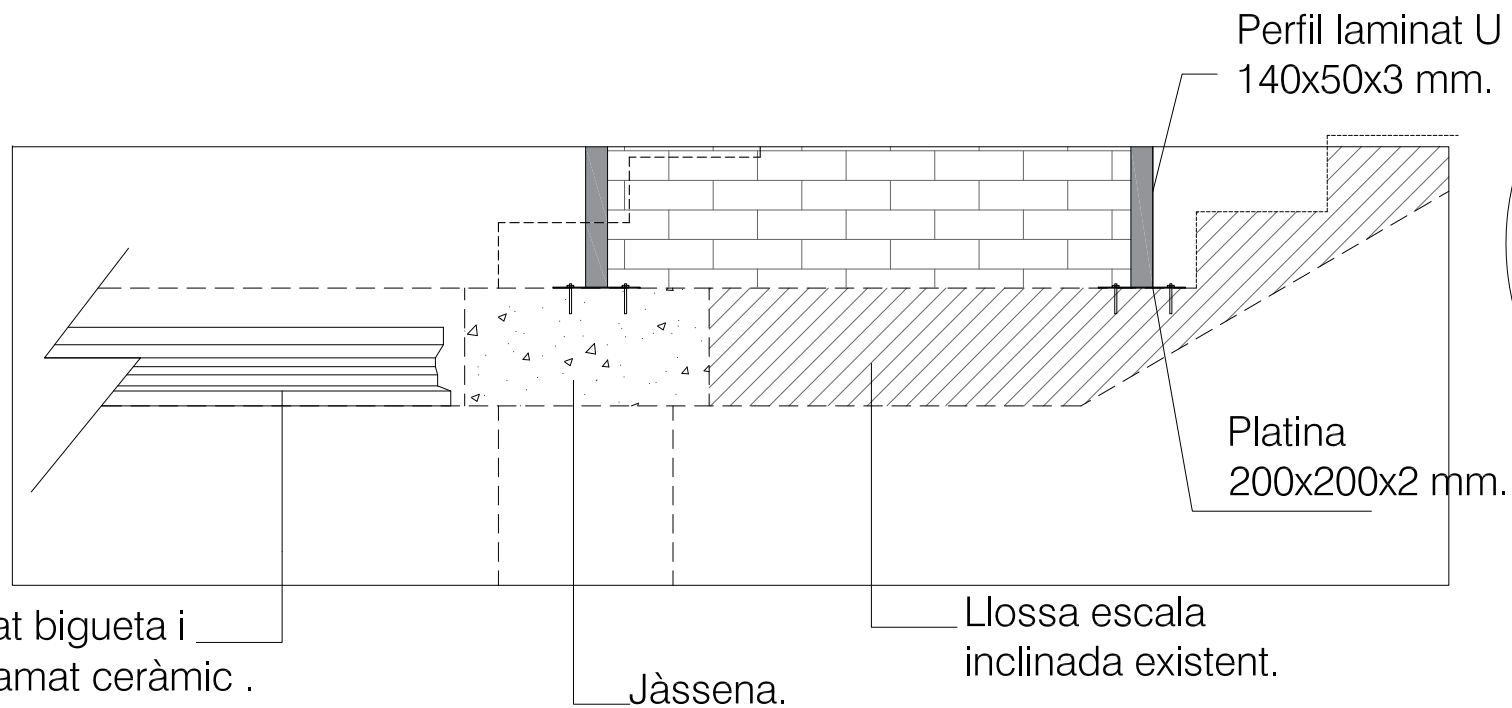 Perfil laminat U
140x50x3 mm.
Platina
200x200x2 mm.
at bigueta i
amat ceràmic .
Jàssena.
Llossa escala
inclinada existent.